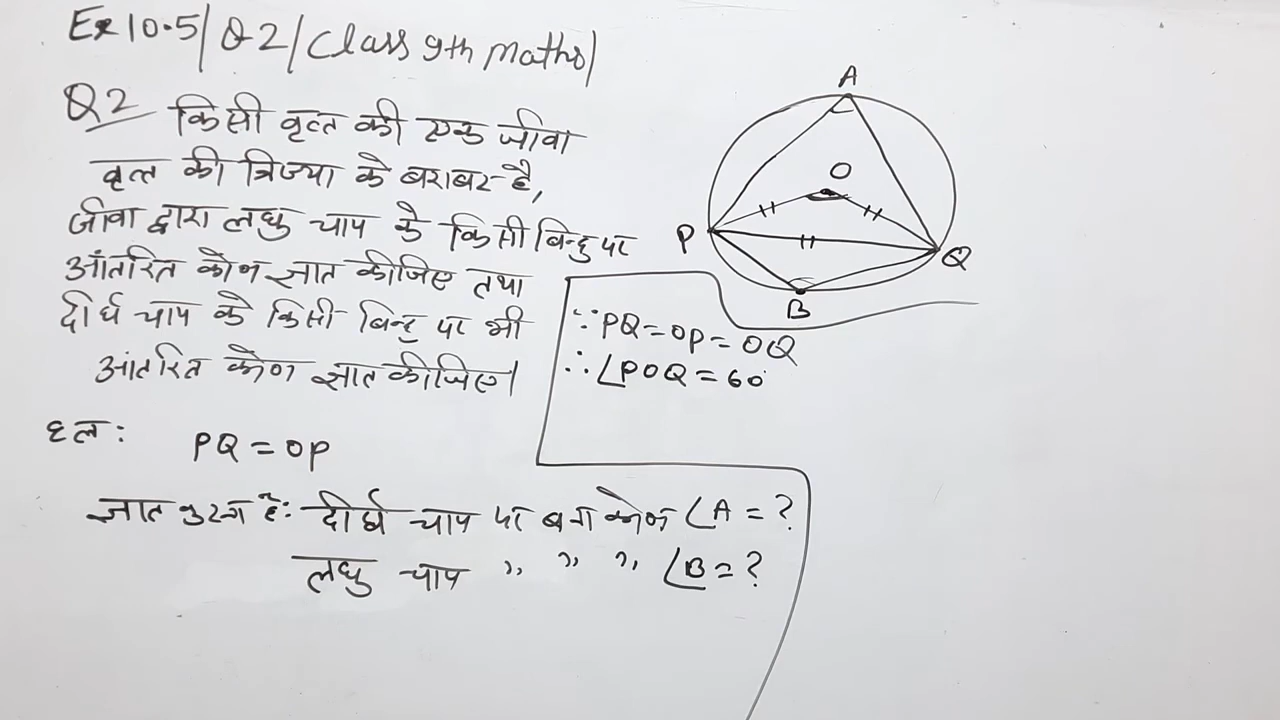 Ex 10.5/Q2/Class 9th Maths/
Q2 किसी वृत्त की एक जीवा
वृत्त की त्रिज्या के बराबर है,
जीवा द्वारा लघु चाप के किसी बिन्दु पर
आंतरित कोण ज्ञात कीजिए तथा
दीर्घ चाप के किसी बिन्दु पर भी
आंतरित कोण ज्ञात कीजिए।
हल:
PQ = OP
ज्ञात करना है: दीर्घ चाप पर बना कोण ∠A = ?
लघु चाप ,, ,, ,, ∠B = ?
A
O
P
Q
B
∵ PQ = OP = OQ
∴ ∠POQ = 60°